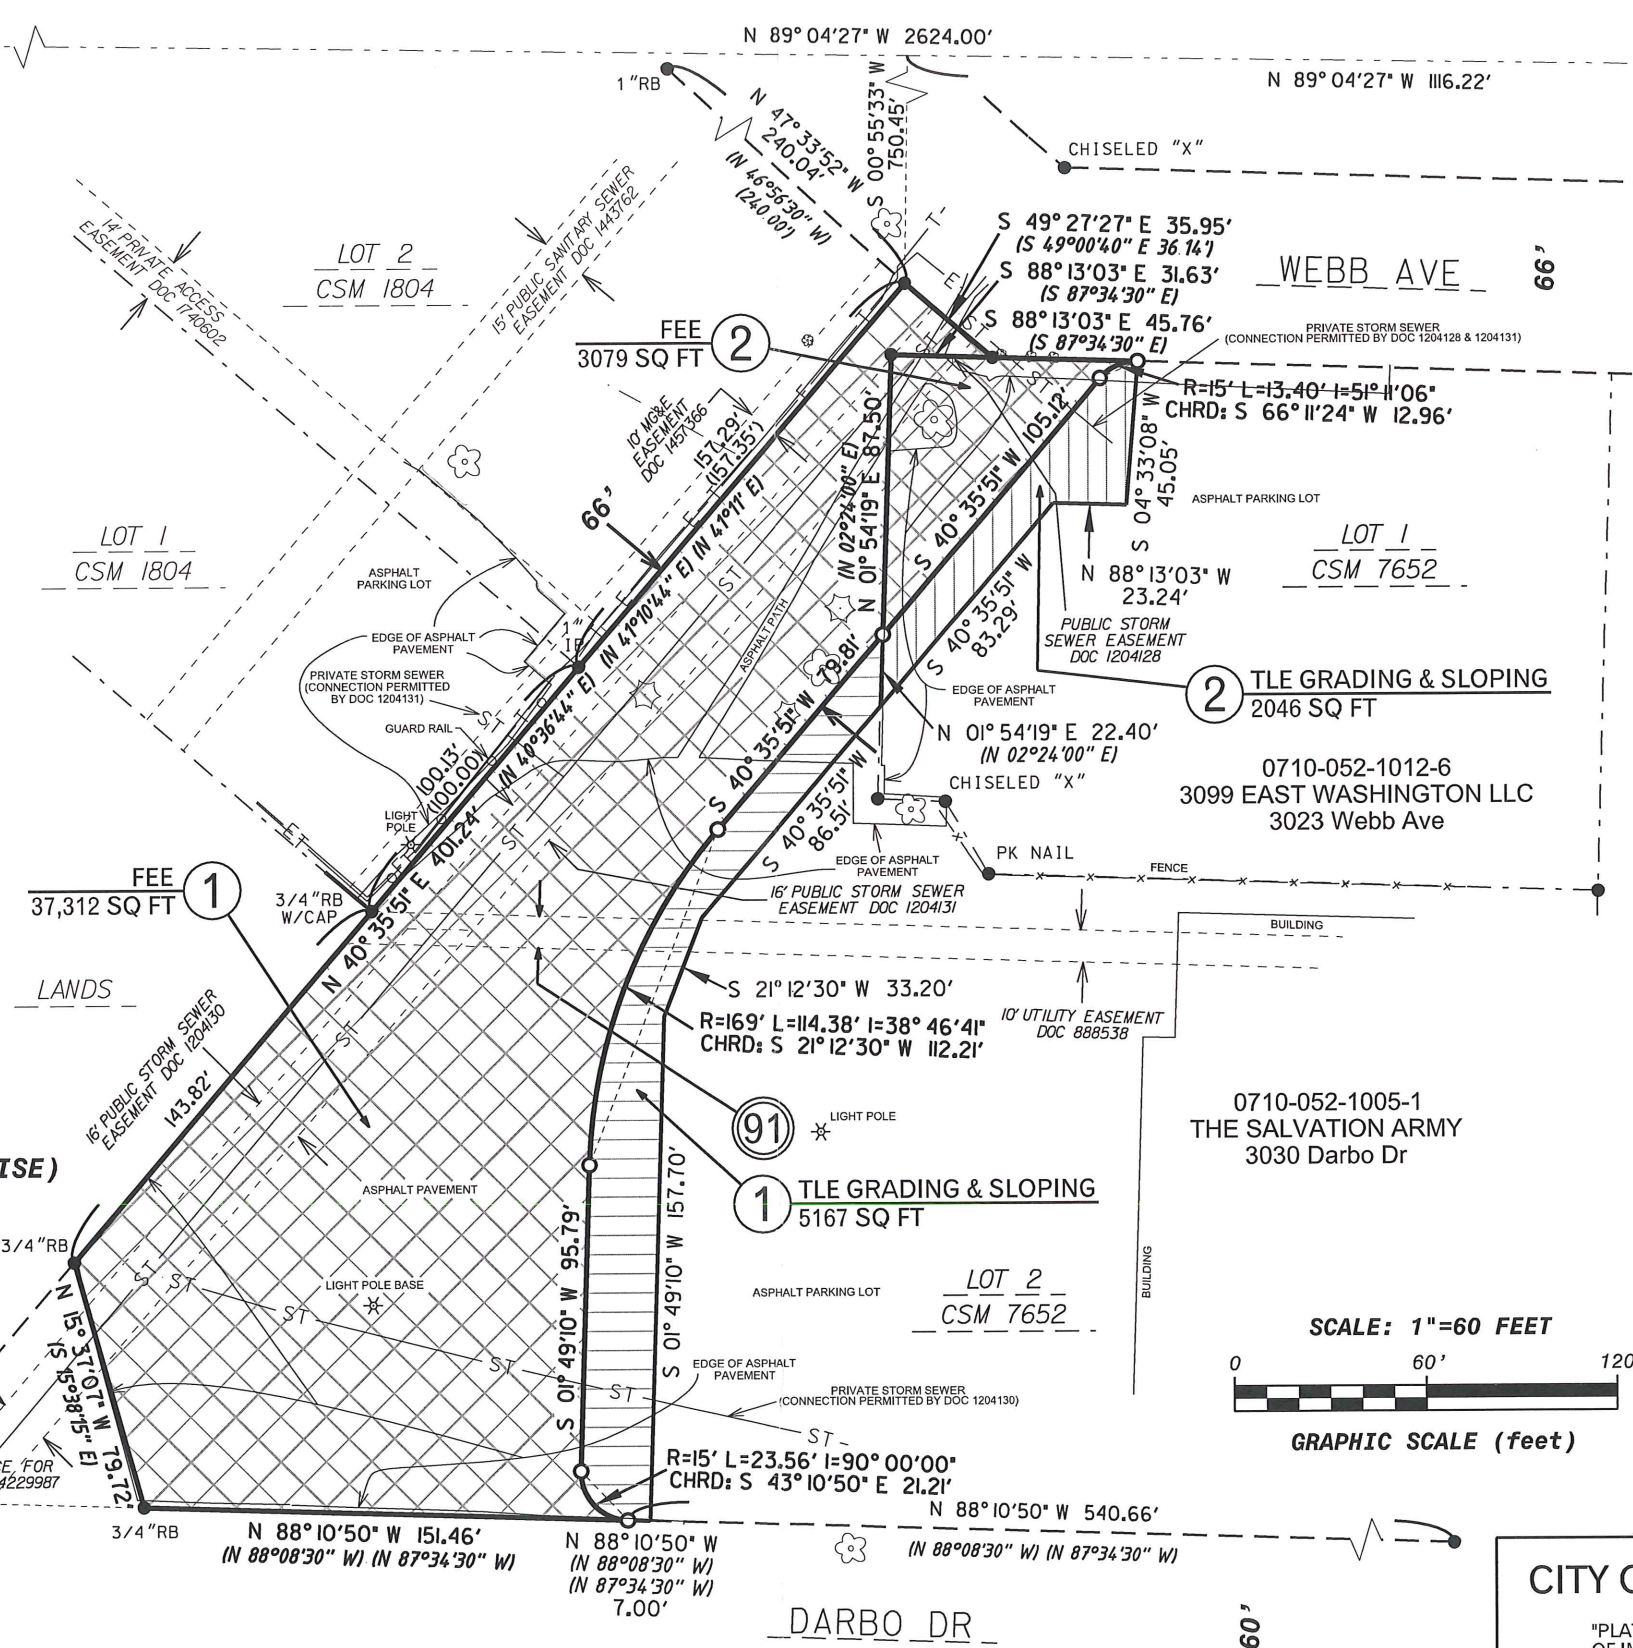 N 89°04'27" W 2624.00'
N 89°04'27" W 1116.22'
1"RB
N 47°33'52" W
240.04'
(N 46°56'30" W)
(240.00')
S 00°55'33" W
750.45'
CHISELED "X"
14' PRIVATE ACCESS
EASEMENT DOC 1740602
LOT 2
CSM 1804
15' PUBLIC SANITARY SEWER
EASEMENT DOC 1443762
S 49°27'27" E 35.95'
(S 49°00'40" E 36.14')
S 88°13'03" E 31.63'
(S 87°34'30" E)
S 88°13'03" E 45.76'
(S 87°34'30" E)
WEBB AVE
66'
PRIVATE STORM SEWER
(CONNECTION PERMITTED BY DOC 1204128 & 1204131)
FEE
3079 SQ FT
2
R=15' L=13.40' I=51°11'06"
CHRD: S 66°11'24" W 12.96'
10' MG&E
EASEMENT
DOC 1457366
157.29'
(157.35')
66'
(N 41°10'44" E) (N 41°11' E)
N 01°54'19" E 87.50'
(N 02°24'00" E)
S 40°35'51" W 105.12'
S 04°33'08" W
45.05'
ASPHALT PARKING LOT
LOT 1
CSM 1804
ASPHALT
PARKING LOT
LOT 1
CSM 7652
N 88°13'03" W
23.24'
S 40°35'51" W
83.29'
PUBLIC STORM
SEWER EASEMENT
DOC 1204128
EDGE OF ASPHALT
PAVEMENT
1"
IP
ASPHALT PATH
PRIVATE STORM SEWER
(CONNECTION PERMITTED
BY DOC 1204131)
GUARD RAIL
2
TLE GRADING & SLOPING
2046 SQ FT
EDGE OF ASPHALT
PAVEMENT
N 01°54'19" E 22.40'
(N 02°24'00" E)
S 40°35'51" W 79.81'
100.13'
(100.00')
(N 40°36'44" E)
CHISELED "X"
0710-052-1012-6
3099 EAST WASHINGTON LLC
3023 Webb Ave
LIGHT
POLE
S 40°35'51" W
86.51'
PK NAIL
FENCE
EDGE OF ASPHALT
PAVEMENT
16' PUBLIC STORM SEWER
EASEMENT DOC 1204131
FEE
37,312 SQ FT
1
3/4"RB
W/CAP
N 40°35'51" E 401.24'
BUILDING
LANDS
S 21°12'30" W 33.20'
10' UTILITY EASEMENT
DOC 888538
R=169' L=114.38' I=38°46'41"
CHRD: S 21°12'30" W 112.21'
16' PUBLIC STORM SEWER
EASEMENT DOC 1204130
143.82'
91
LIGHT POLE
0710-052-1005-1
THE SALVATION ARMY
3030 Darbo Dr
ISE)
ASPHALT PAVEMENT
1
TLE GRADING & SLOPING
5167 SQ FT
S 01°49'10" W 95.79'
S 01°49'10" W 157.70'
3/4"RB
LIGHT POLE BASE
ST
ST
ST
ST
ST
ASPHALT PARKING LOT
LOT 2
CSM 7652
BUILDING
SCALE: 1"=60 FEET
0 60' 120
GRAPHIC SCALE (feet)
N 15°37'07" W 79.72'
(S 15°38'15" E)
EDGE OF ASPHALT
PAVEMENT
PRIVATE STORM SEWER
(CONNECTION PERMITTED BY DOC 1204130)
ST
R=15' L=23.56' I=90°00'00"
CHRD: S 43°10'50" E 21.21'
CE FOR
4229987
3/4"RB
N 88°10'50" W 151.46'
(N 88°08'30" W) (N 87°34'30" W)
N 88°10'50" W
(N 88°08'30" W)
(N 87°34'30" W)
7.00'
N 88°10'50" W 540.66'
(N 88°08'30" W) (N 87°34'30" W)
DARBO DR
60'
CITY
"PLA